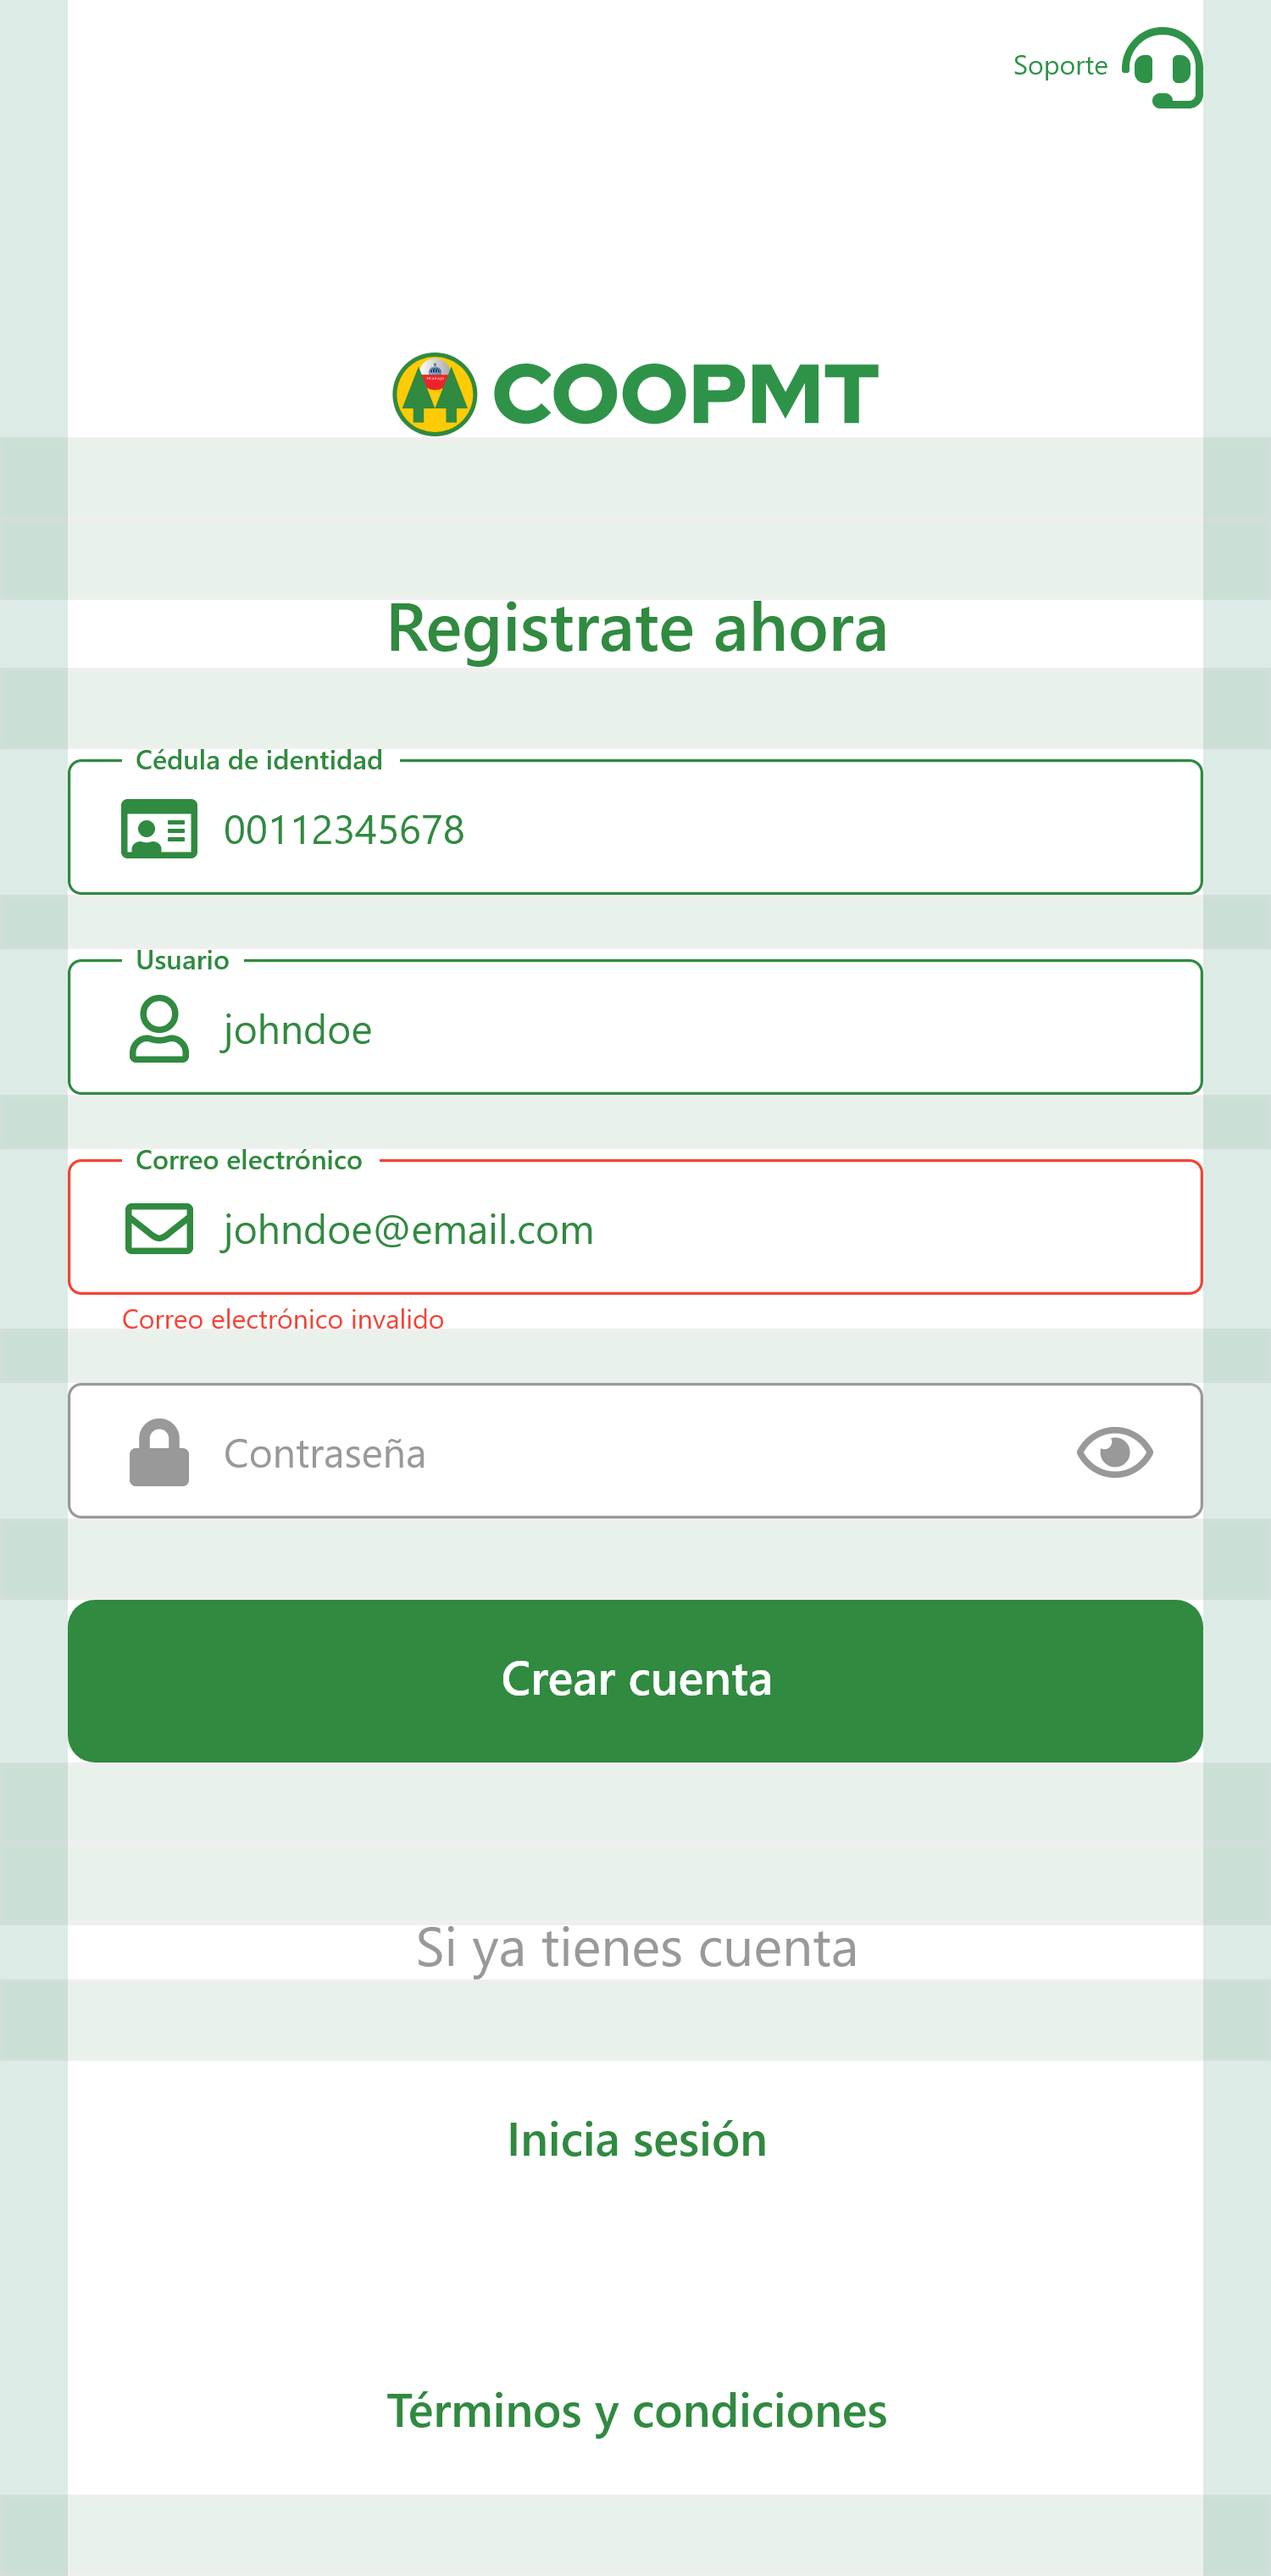 Soporte
COOPMT
Registrate ahora
Cédula de identidad
00112345678
Usuario
johndoe
Correo electrónico
johndoe@email.com
Correo electrónico invalido
Contraseña
Crear cuenta
Si ya tienes cuenta
Inicia sesión
Términos y condiciones